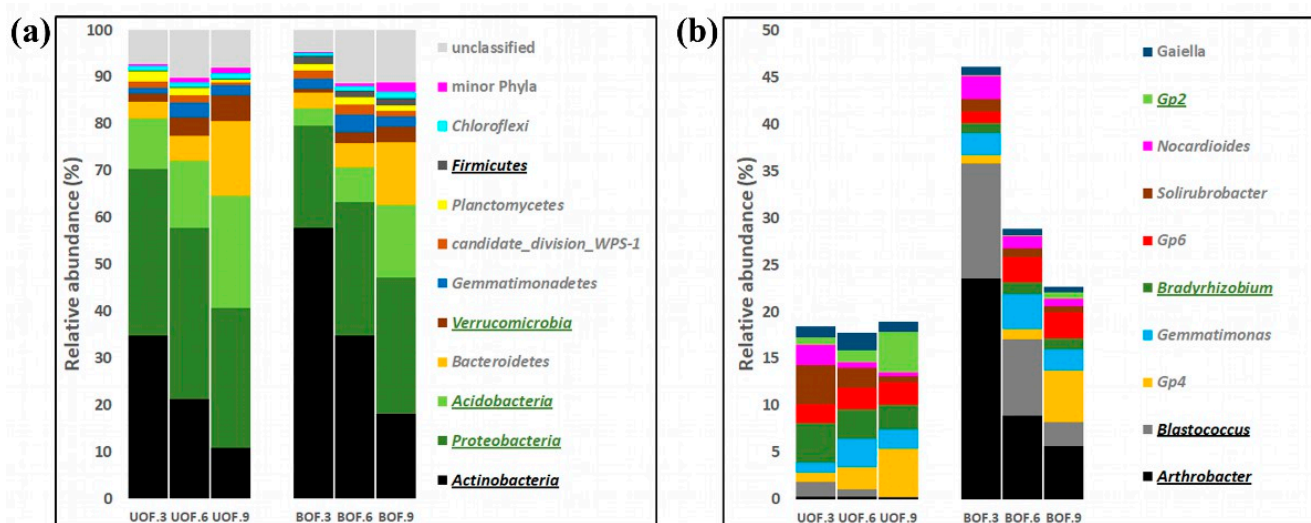 (a)
Relative abundance (%)
100
90
80
70
60
50
40
30
20
10
0
UOF.3 UOF.6 UOF.9 BOF.3 BOF.6 BOF.9
unclassified
minor Phyla
Chloroflexi
Firmicutes
Planctomycetes
candidate_division_WPS-1
Gemmatimonadetes
Verrucomicrobia
Bacteroidetes
Acidobacteria
Proteobacteria
Actinobacteria
(b)
Relative abundance (%)
50
45
40
35
30
25
20
15
10
5
0
UOF.3 UOF.6 UOF.9 BOF.3 BOF.6 BOF.9
Gaiella
Gp2
Nocardioides
Solirubrobacter
Gp6
Bradyrhizobium
Gemmatimonas
Gp4
Blastococcus
Arthrobacter